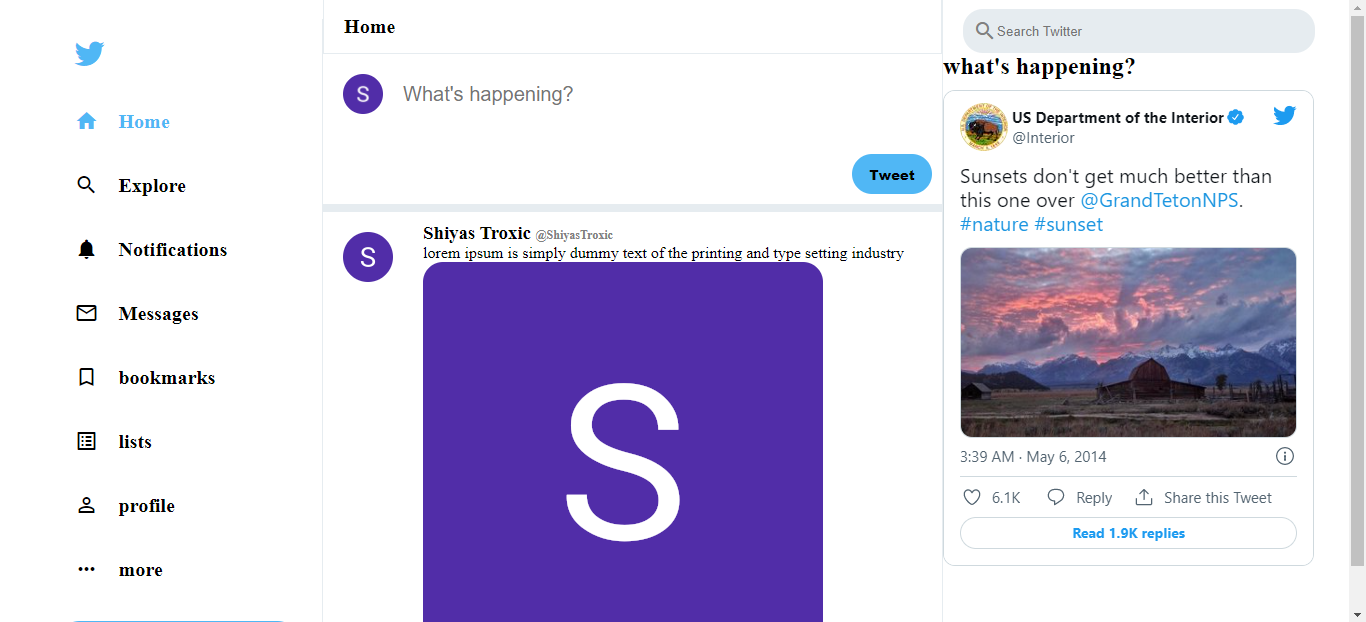 Home
Explore
Notifications
Messages
bookmarks
lists
profile
more
Home
S
What's happening?
Tweet
S
Shiyas Troxic @ShiyasTroxic
lorem ipsum is simply dummy text of the printing and type setting industry
S
Search Twitter
what's happening?
US Department of the Interior
@Interior
Sunsets don't get much better than
this one over @GrandTetonNPS.
#nature #sunset
3:39 AM · May 6, 2014
6.1K Reply Share this Tweet
Read 1.9K replies